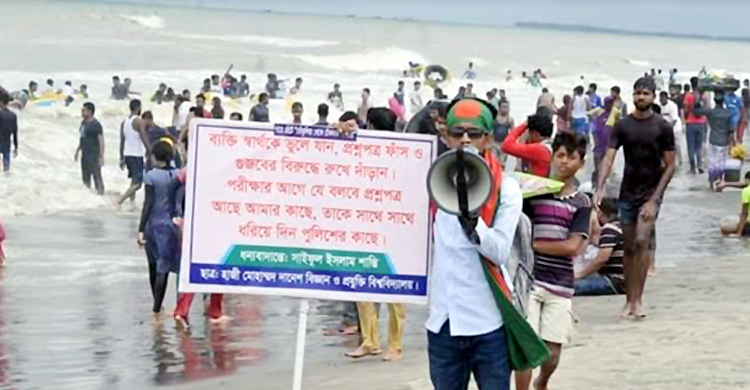 ব্যক্তি স্বার্থকে ভুলে যান, প্রশ্নপত্র ফাঁস ও
গুজবের বিরুদ্ধে রুখে দাঁড়ান।
পরীক্ষার আগে যে বলবে প্রশ্নপত্র
আছে আমার কাছে, তাকে সাথে সাথে
ধরিয়ে দিন পুলিশের কাছে।
ধন্যবাদান্তে: সাইফুল ইসলাম শান্তি
ছাত্র: হাজী মোহাম্মদ দানেশ বিজ্ঞান ও প্রযুক্তি বিশ্ববিদ্যালয়।